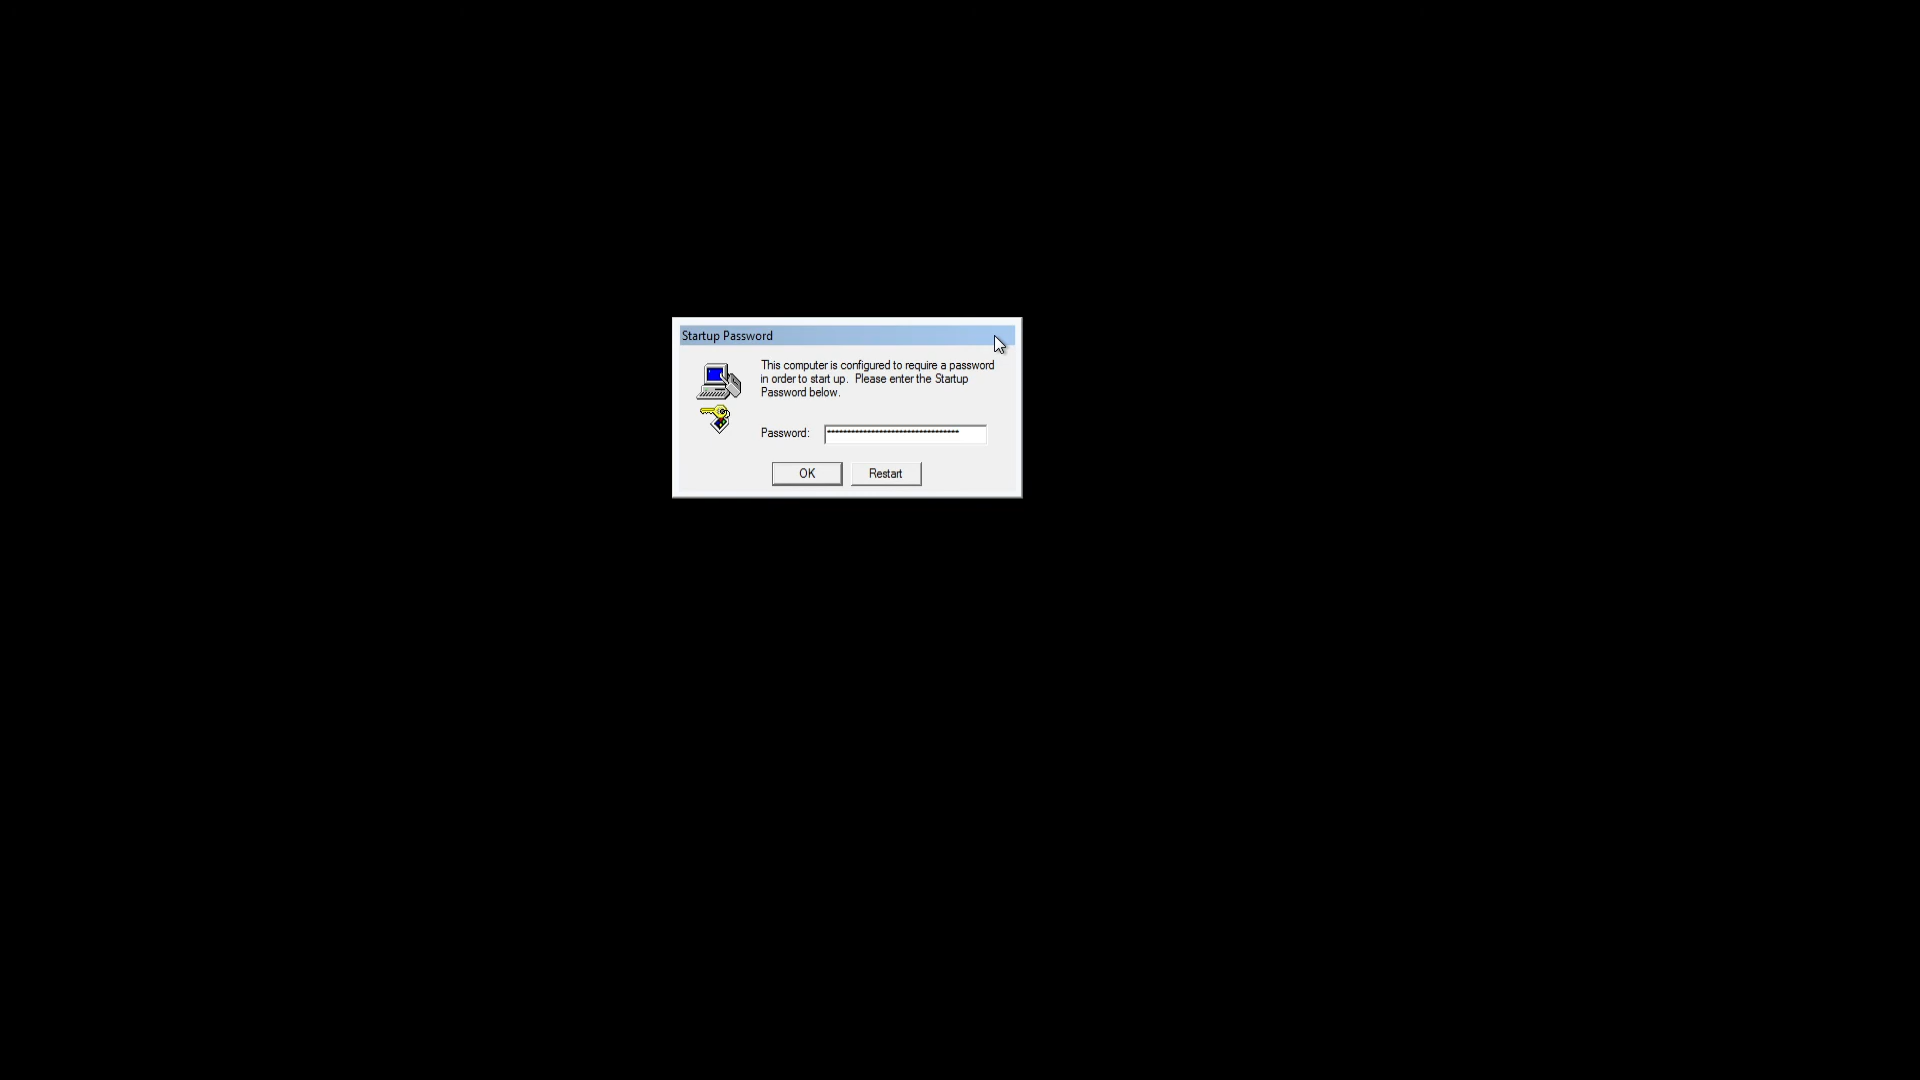 Startup Password
This computer is configured to require a password
in order to start up.  Please enter the Startup
Password below.
Password:
OK
Restart